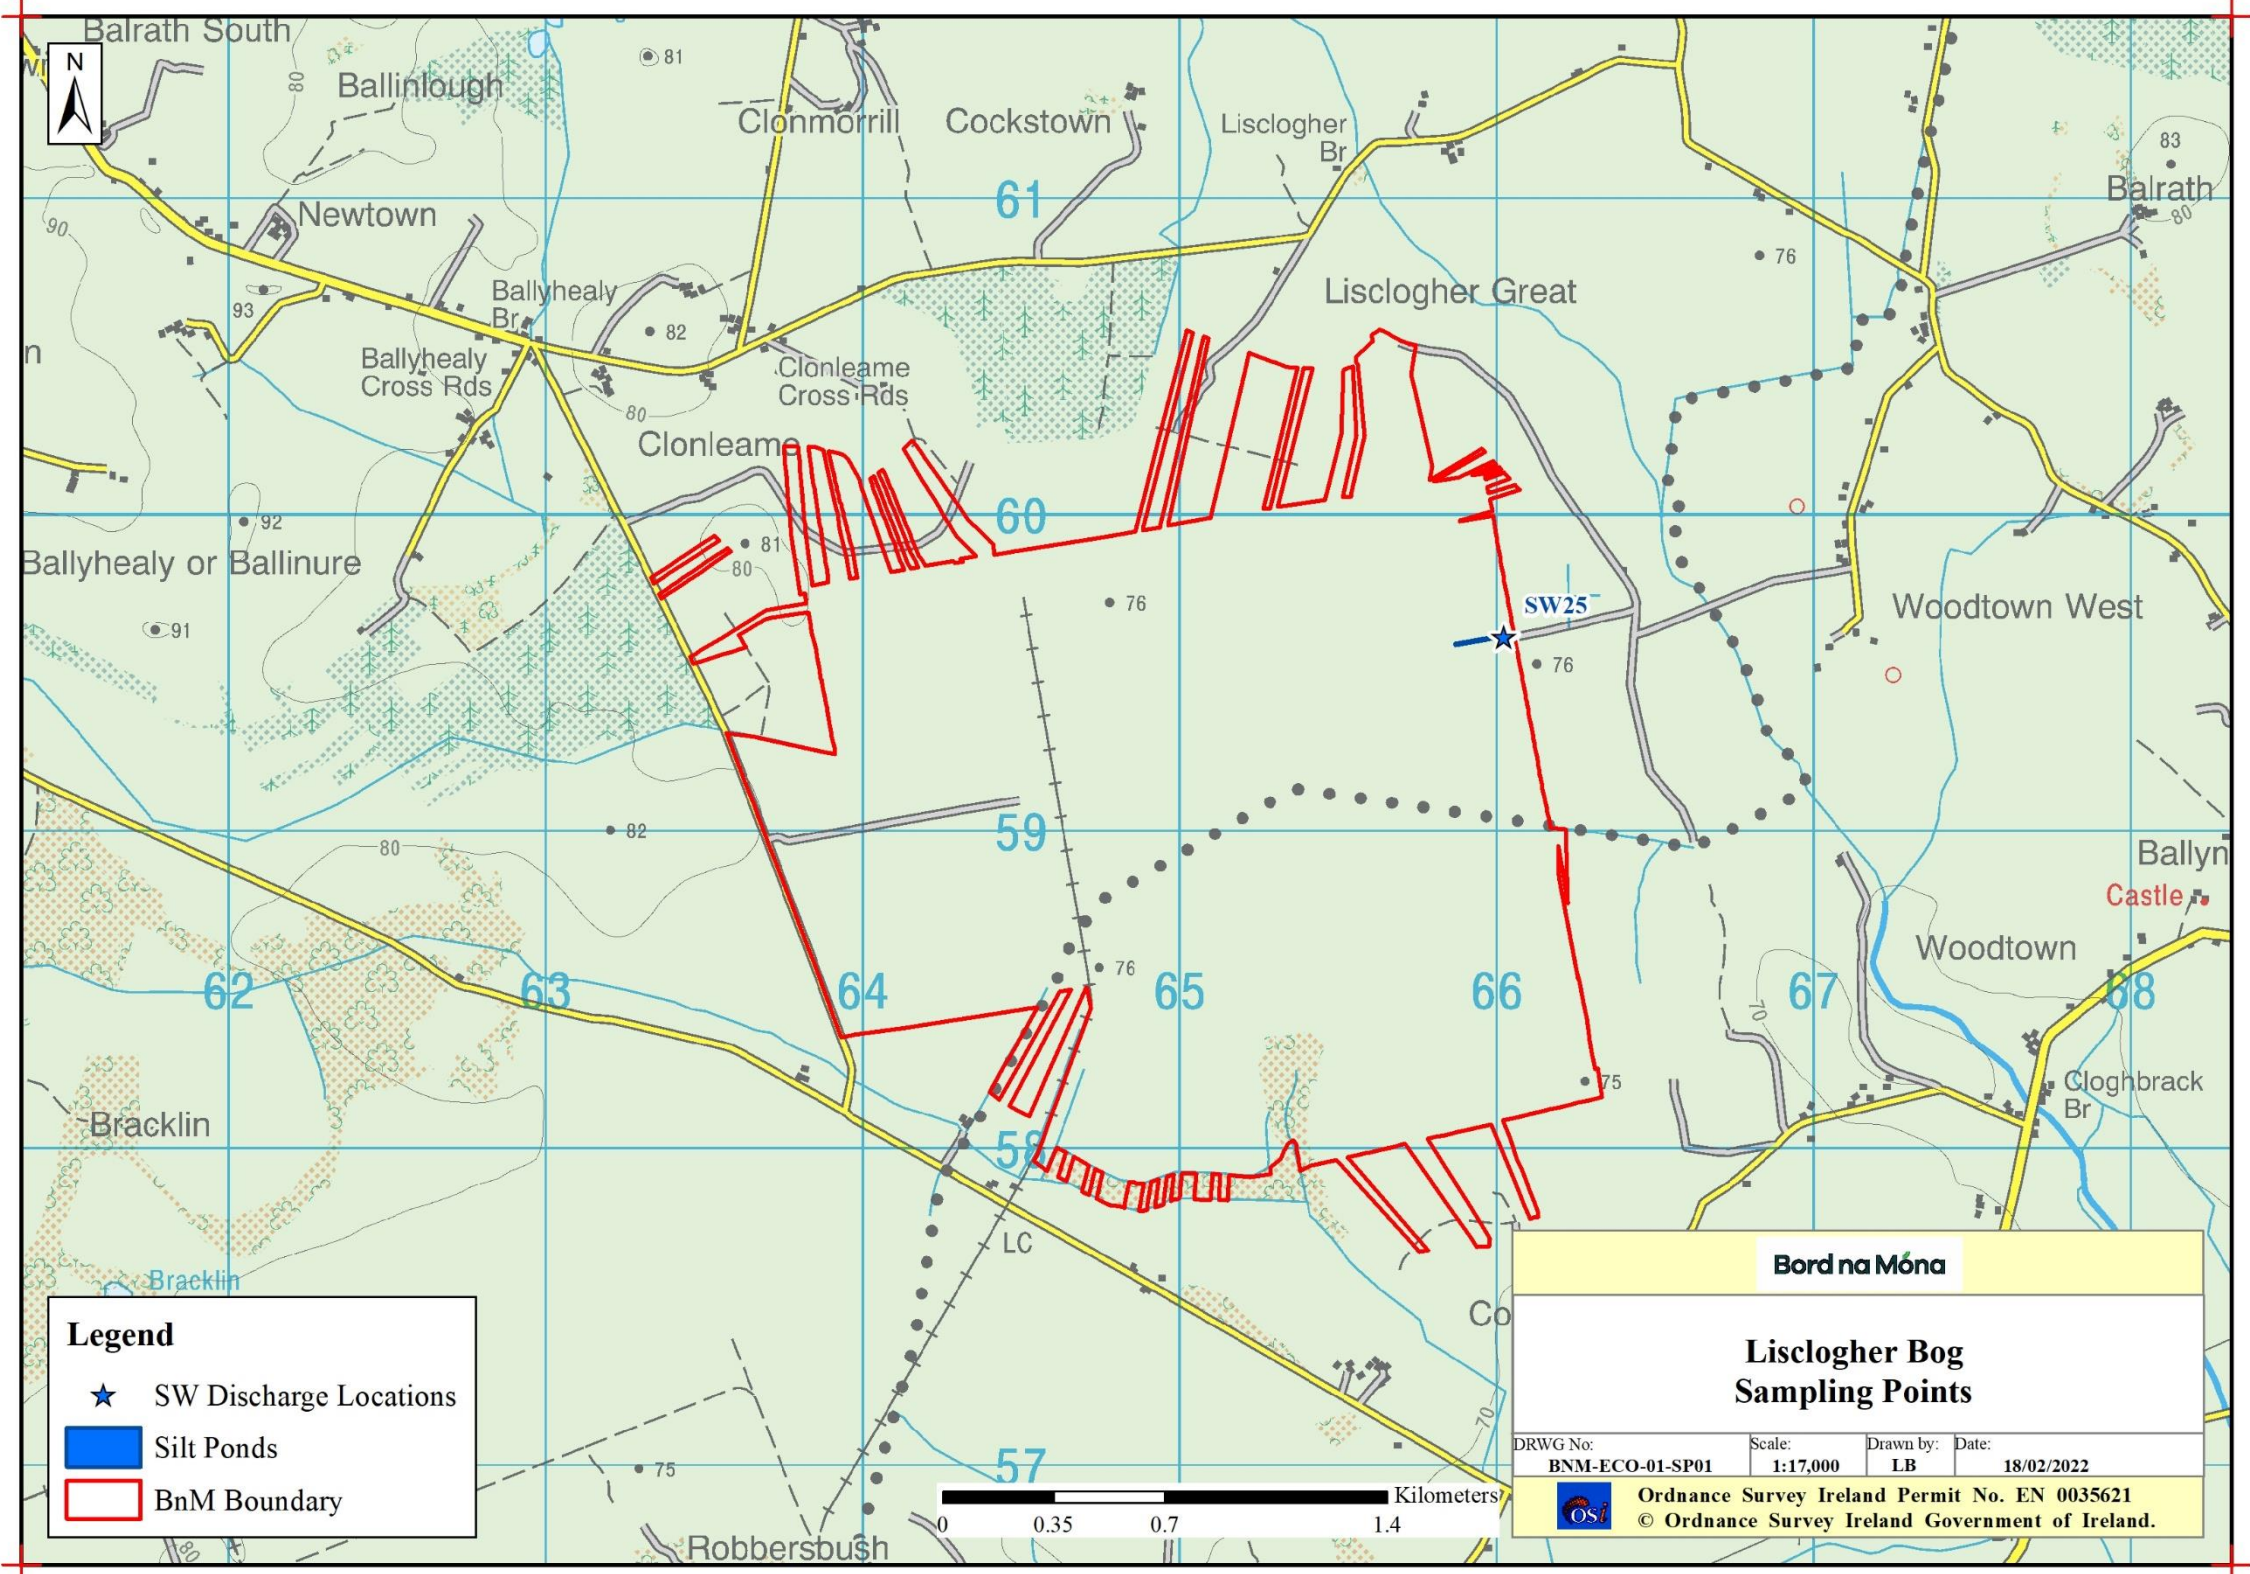 Balrath South
N
80
Ballinlough
81
Clonmorrill
Cockstown
Lisclogher
Br
83
Balrath
80
61
90
Newtown
76
93
Ballyhealy
Br
82
Lisclogher Great
Ballyhealy
Cross Rds
Clonleame
Cross Rds
80
Clonleame
92
60
81
80
Ballyhealy or Ballinure
76
SW25
Woodtown West
91
76
82
59
80
Ballyn
Castle
76
Woodtown
62
63
64
65
66
67
68
70
75
Cloghbrack
Br
Bracklin
58
LC
Bracklin
Co
70
75
57
Robbersbush
80
Legend
SW Discharge Locations
Silt Ponds
BnM Boundary
Kilometers
0 0.35 0.7 1.4
Bord na Móna
Lisclogher Bog
Sampling Points
DRWG No: Scale: Drawn by: Date:
BNM-ECO-01-SP01 1:17,000 LB 18/02/2022
OSi
Ordnance Survey Ireland Permit No. EN 0035621
© Ordnance Survey Ireland Government of Ireland.